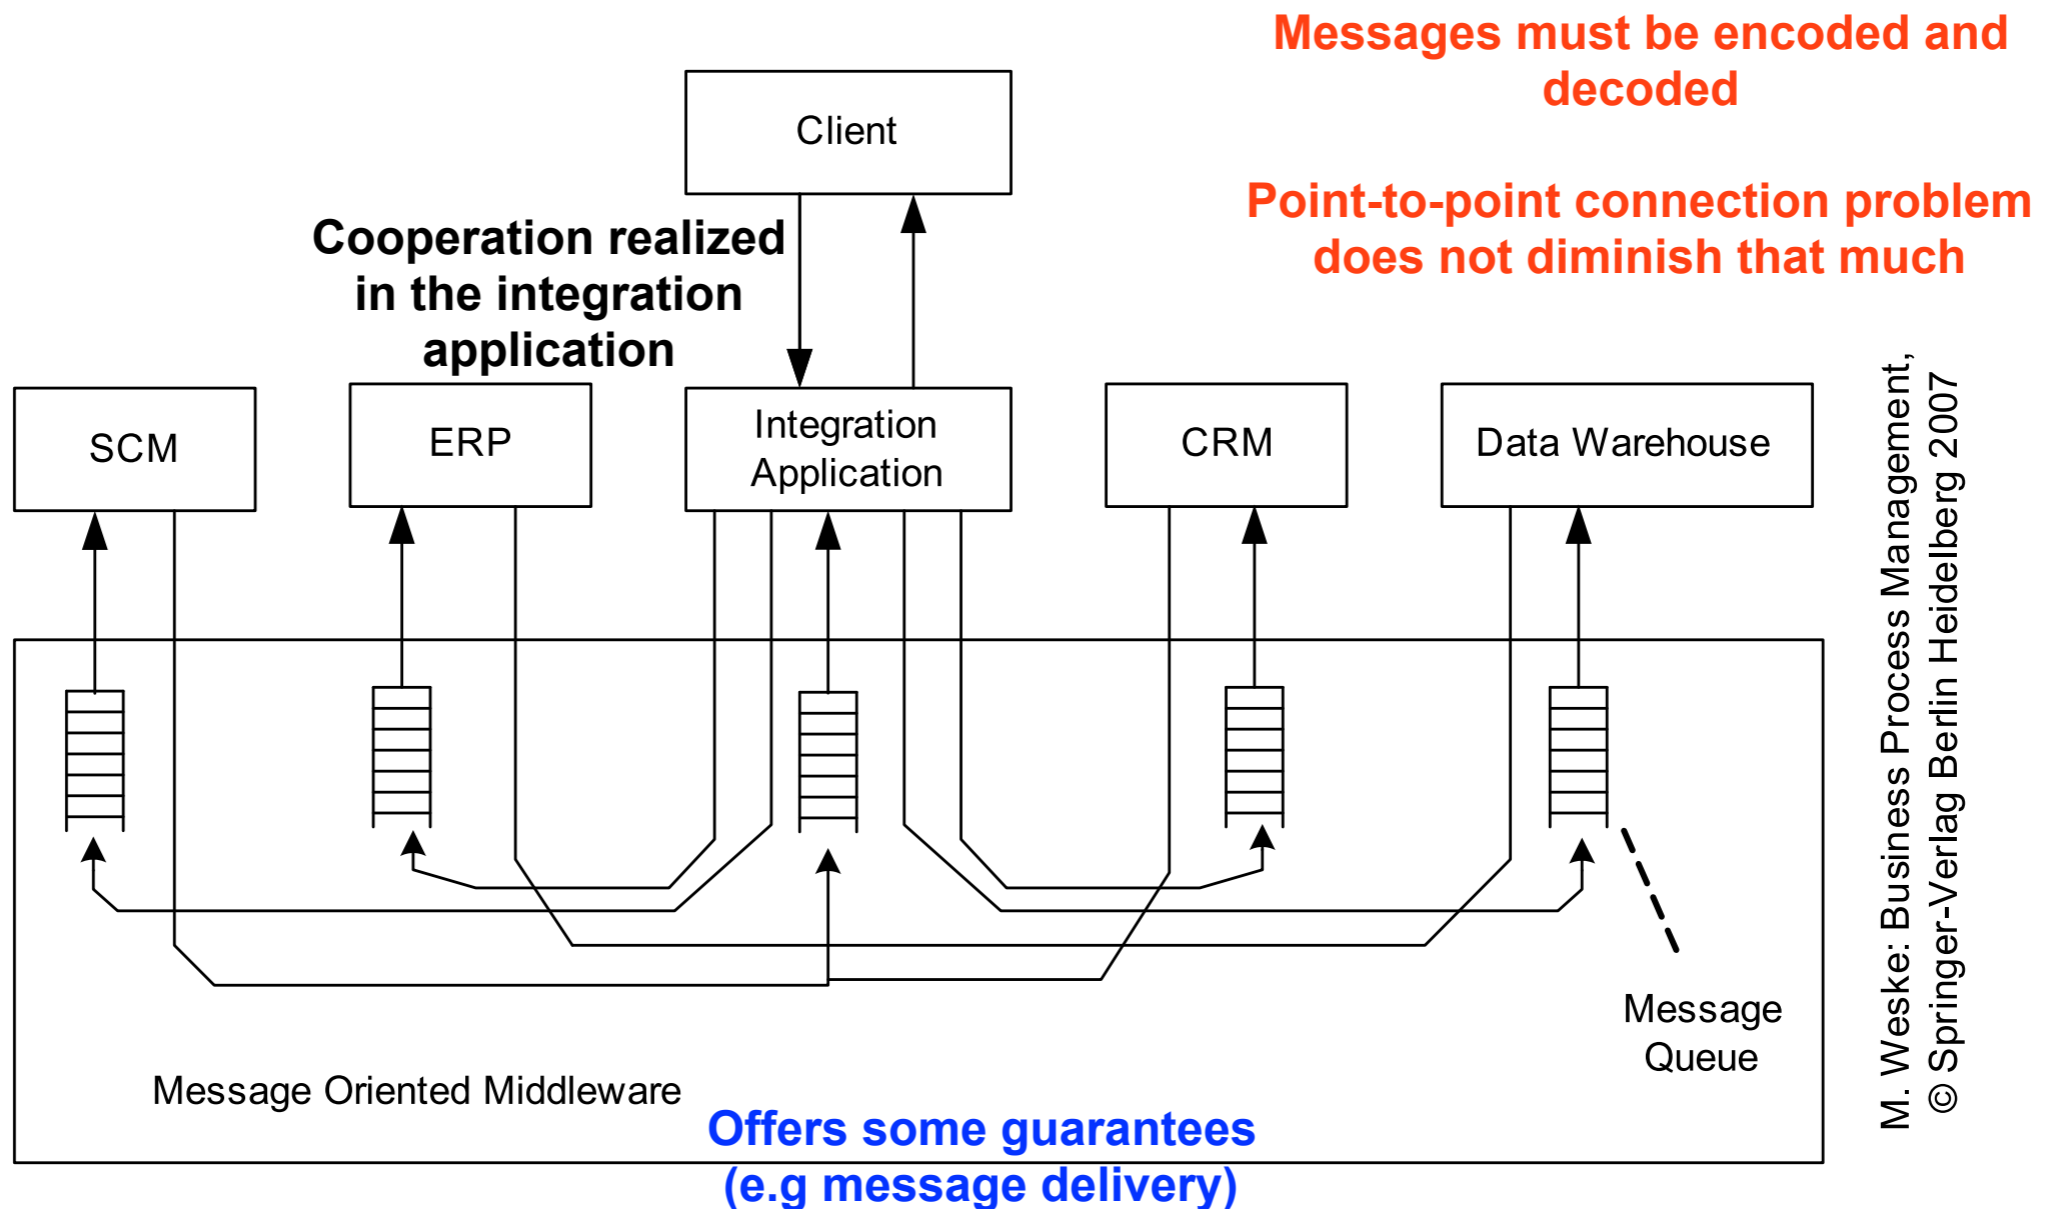 Messages must be encoded and
decoded
Client
Point-to-point connection problem
does not diminish that much
Cooperation realized
in the integration
application
SCM
ERP
Integration
Application
CRM
Data Warehouse
M. Weske: Business Process Management,
© Springer-Verlag Berlin Heidelberg 2007
Message
Queue
Message Oriented Middleware
Offers some guarantees
(e.g message delivery)